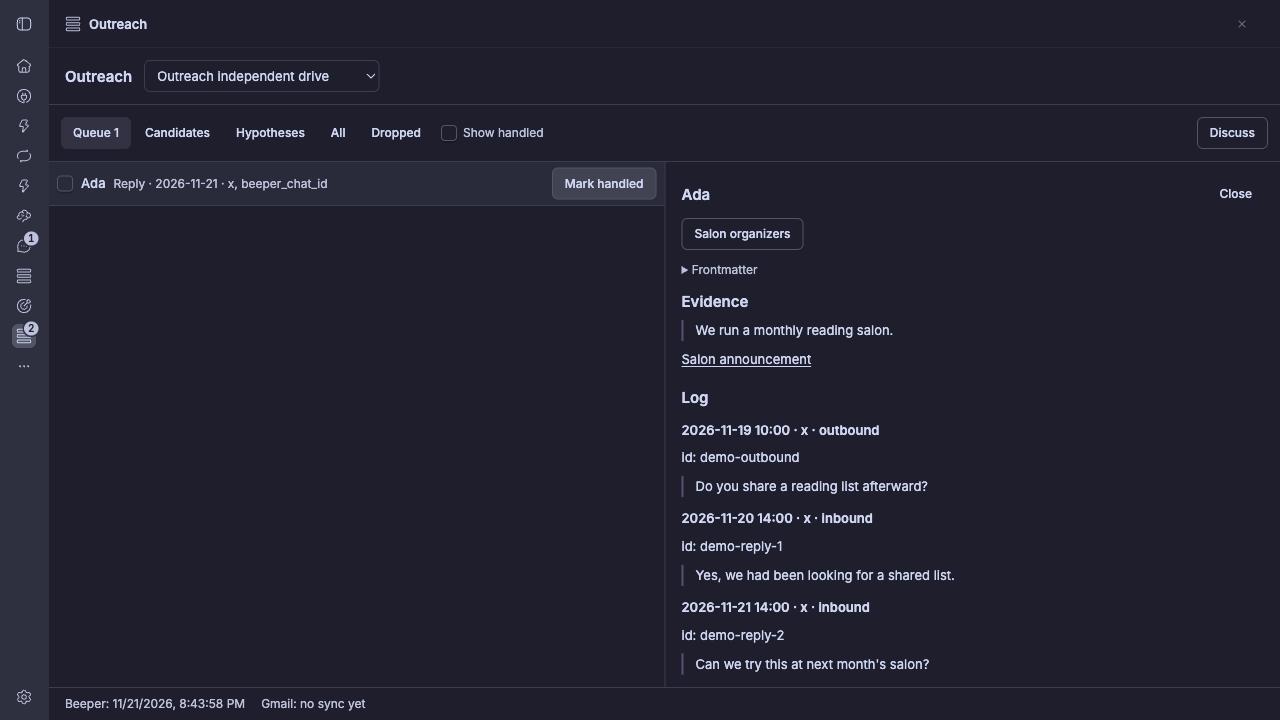 Outreach
Outreach
Outreach independent drive
Queue 1
Candidates
Hypotheses
All
Dropped
Show handled
Discuss
Ada
Reply · 2026-11-21 · x, beeper_chat_id
Mark handled
1
2
Ada
Close
Salon organizers
Frontmatter
Evidence
We run a monthly reading salon.
Salon announcement
Log
2026-11-19 10:00 · x · outbound
id: demo-outbound
Do you share a reading list afterward?
2026-11-20 14:00 · x · inbound
id: demo-reply-1
Yes, we had been looking for a shared list.
2026-11-21 14:00 · x · inbound
id: demo-reply-2
Can we try this at next month's salon?
Beeper: 11/21/2026, 8:43:58 PM
Gmail: no sync yet